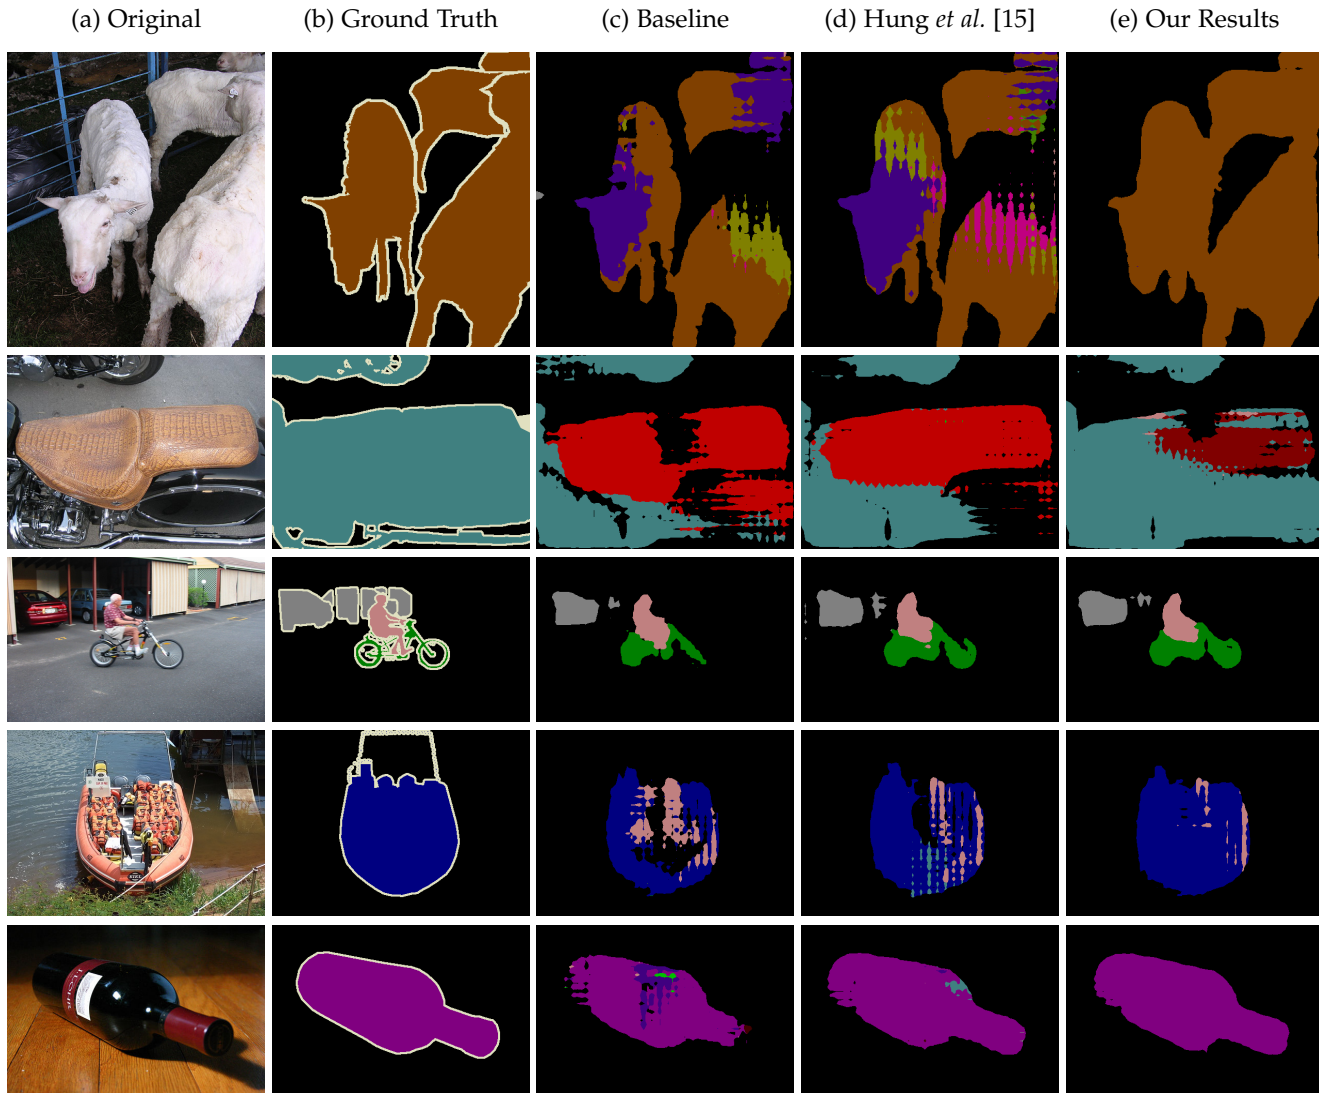 (a) Original
(b) Ground Truth
(c) Baseline
(d) Hung et al. [15]
(e) Our Results